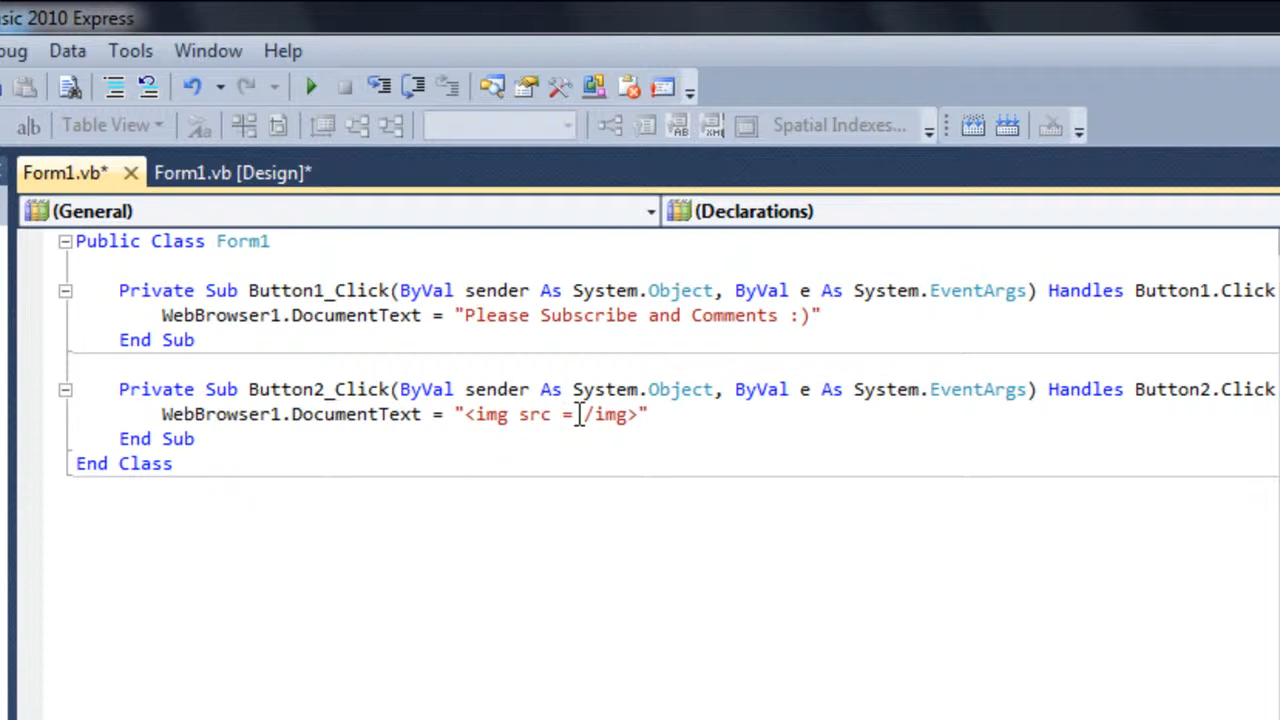 sic 2010 Express
oug Data Tools Window Help
a|b Table View Spatial Indexes...
Form1.vb* Form1.vb [Design]*
(General) (Declarations)
Public Class Form1
Private Sub Button1_Click(ByVal sender As System.Object, ByVal e As System.EventArgs) Handles Button1.Click
WebBrowser1.DocumentText = "Please Subscribe and Comments :)"
End Sub
Private Sub Button2_Click(ByVal sender As System.Object, ByVal e As System.EventArgs) Handles Button2.Click
WebBrowser1.DocumentText = "<img src =/img>"
End Sub
End Class